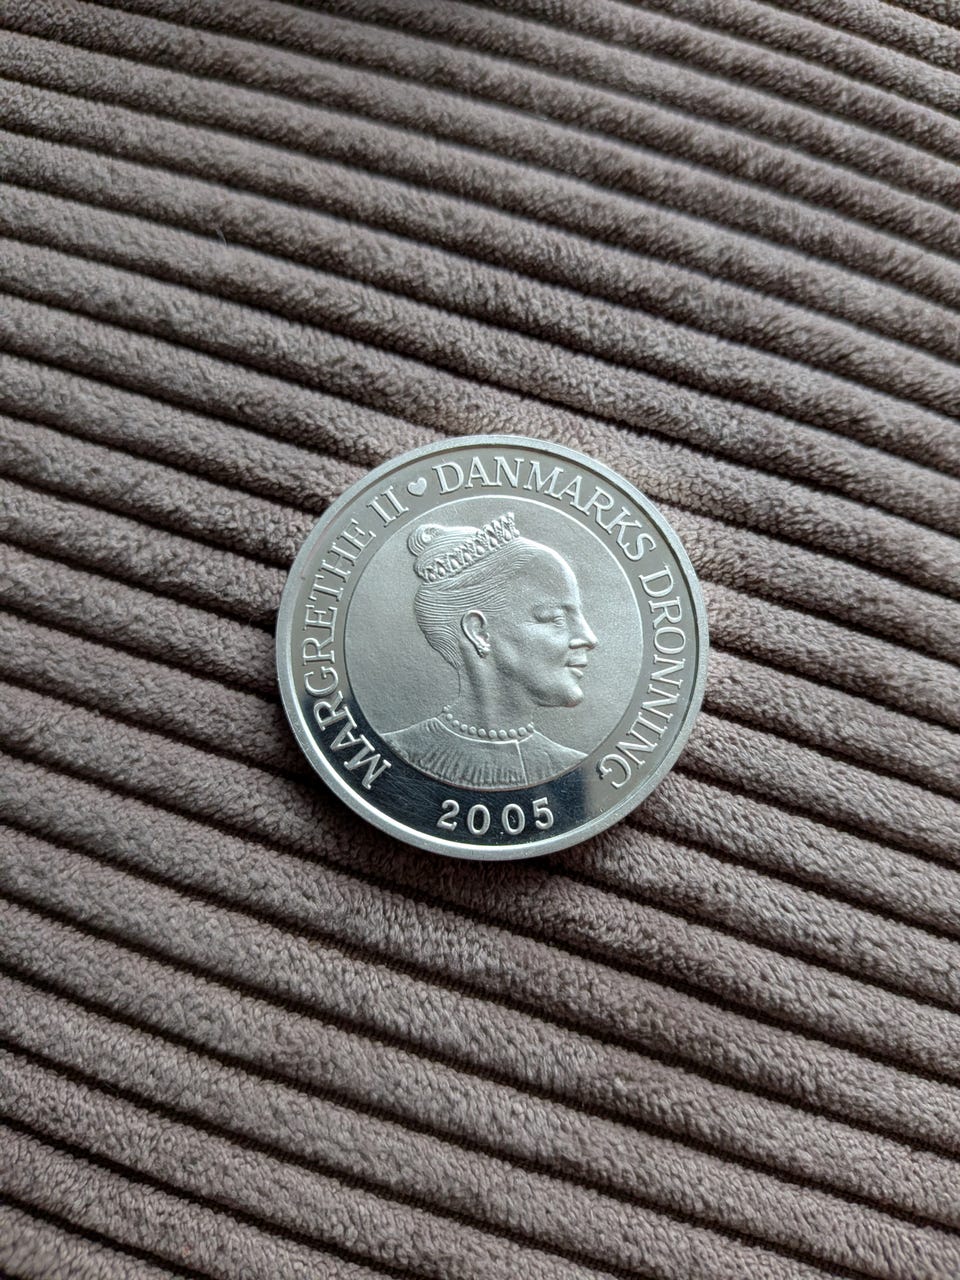 MARGRETHE II ♥ DANMARKS DRONNING
2005